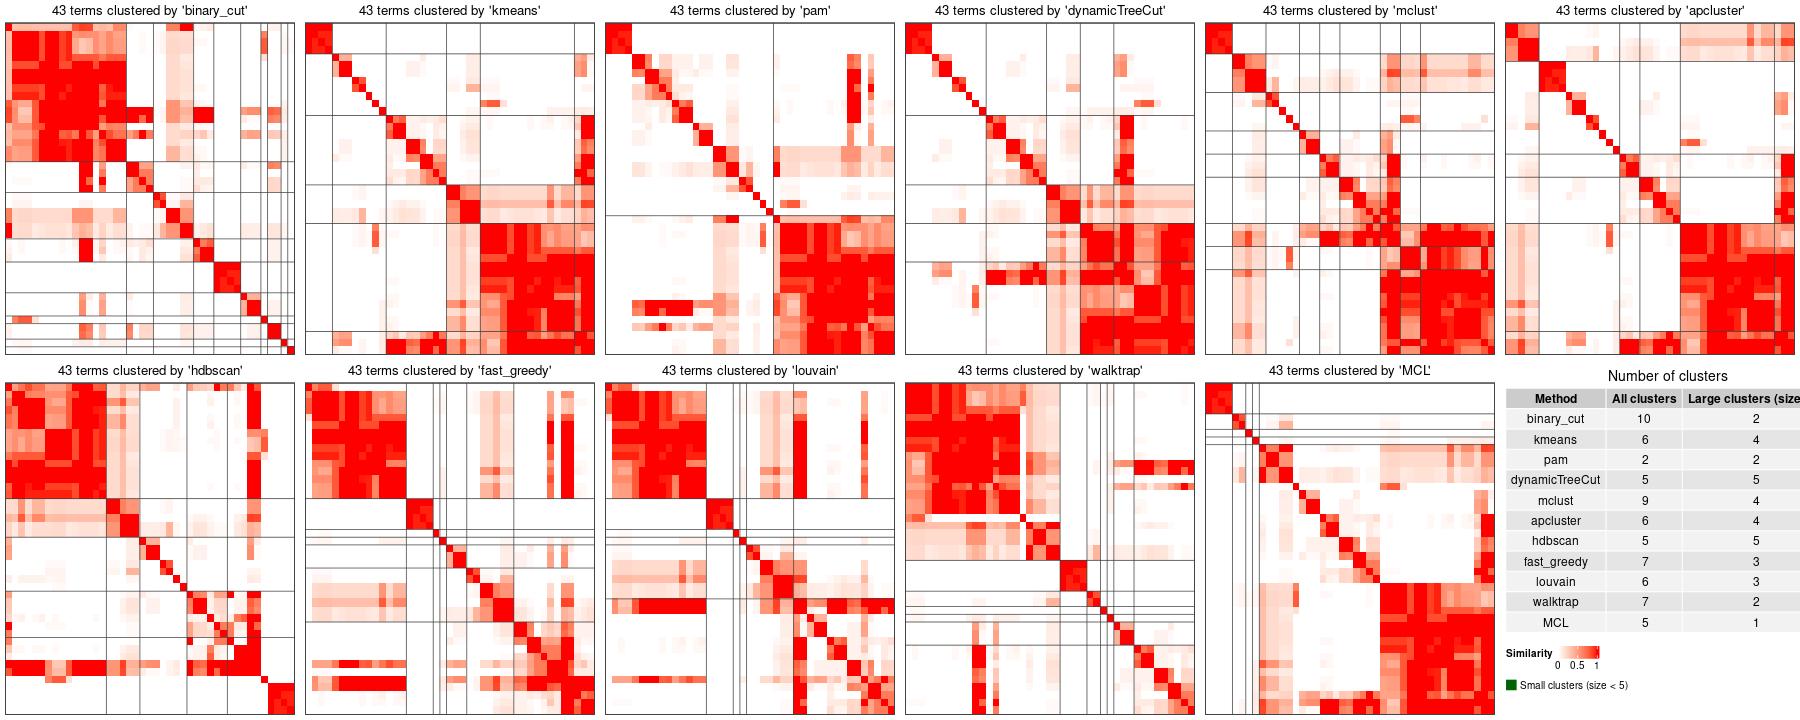 43 terms clustered by 'binary_cut'
43 terms clustered by 'kmeans'
43 terms clustered by 'pam'
43 terms clustered by 'dynamicTreeCut'
43 terms clustered by 'mclust'
43 terms clustered by 'apcluster'
43 terms clustered by 'hdbscan'
43 terms clustered by 'fast_greedy'
43 terms clustered by 'louvain'
43 terms clustered by 'walktrap'
43 terms clustered by 'MCL'
Number of clusters
Method All clusters Large clusters (size
binary_cut 10 2
kmeans 6 4
pam 2 2
dynamicTreeCut 5 5
mclust 9 4
apcluster 6 4
hdbscan 5 5
fast_greedy 7 3
louvain 6 3
walktrap 7 2
MCL 5 1
Similarity
0 0.5 1
Small clusters (size < 5)